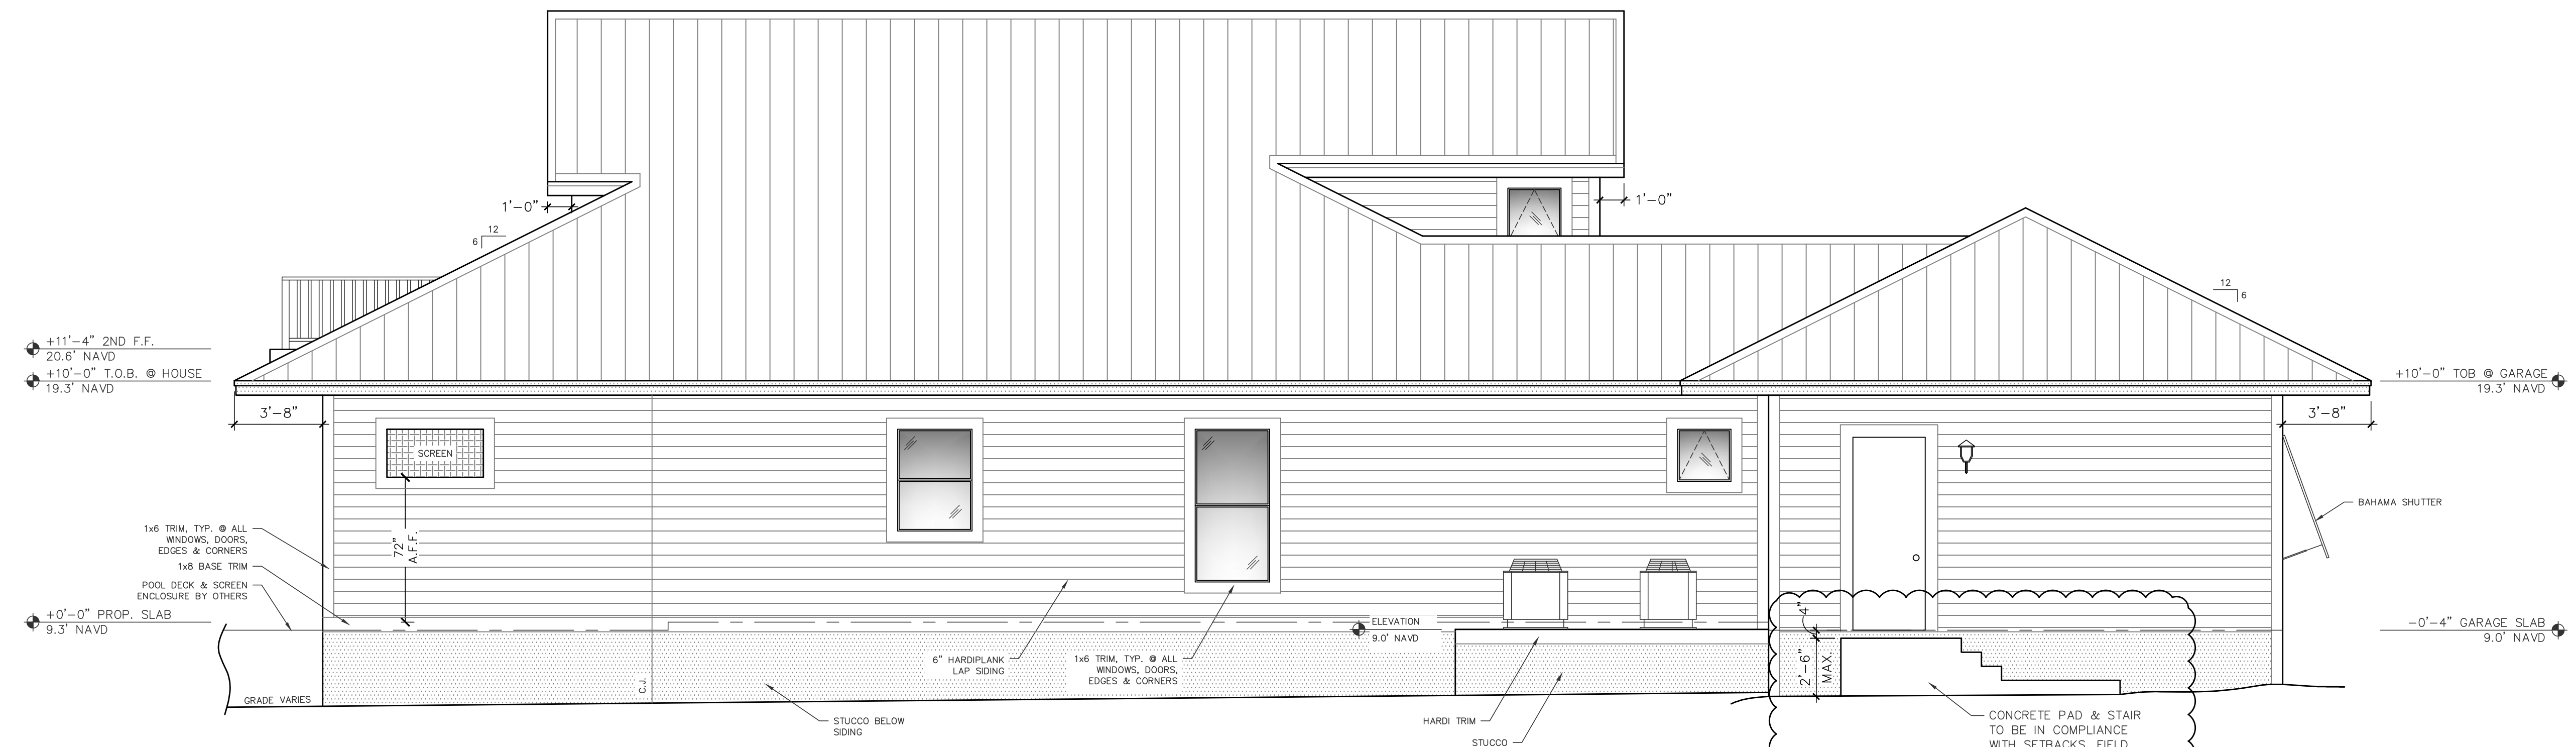 1'-0"
1'-0"
12
6
12
6
+11'-4" 2ND F.F.
20.6' NAVD
+10'-0" T.O.B. @ HOUSE
19.3' NAVD
+10'-0" TOB @ GARAGE
19.3' NAVD
3'-8"
3'-8"
SCREEN
72"
A.F.F.
BAHAMA SHUTTER
1x6 TRIM, TYP. @ ALL
WINDOWS, DOORS,
EDGES & CORNERS
1x8 BASE TRIM
POOL DECK & SCREEN
ENCLOSURE BY OTHERS
+0'-0" PROP. SLAB
9.3' NAVD
ELEVATION
9.0' NAVD
4"
-0'-4" GARAGE SLAB
9.0' NAVD
6" HARDIPLANK
LAP SIDING
1x6 TRIM, TYP. @ ALL
WINDOWS, DOORS,
EDGES & CORNERS
2'-6"
MAX.
C.J.
GRADE VARIES
STUCCO BELOW
SIDING
HARDI TRIM
STUCCO
CONCRETE PAD & STAIR
TO BE IN COMPLIANCE
WITH SETBACKS. FIELD